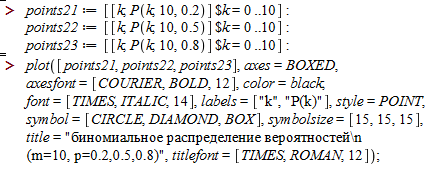 > points21 := [[k, P(k, 10, 0.2)] $k = 0 ..10] :
points22 := [[k, P(k, 10, 0.5)] $k = 0 ..10] :
points23 := [[k, P(k, 10, 0.8)] $k = 0 ..10] :
> plot([points21, points22, points23], axes = BOXED,
axesfont = [COURIER, BOLD, 12], color = black,
font = [TIMES, ITALIC, 14], labels = ["k", "P(k)"], style = POINT,
symbol = [CIRCLE, DIAMOND, BOX], symbolsize = [15, 15, 15],
title = "биномиальное распределение вероятностей\n
(m=10, p=0.2,0.5,0.8)", titlefont = [TIMES, ROMAN, 12]);